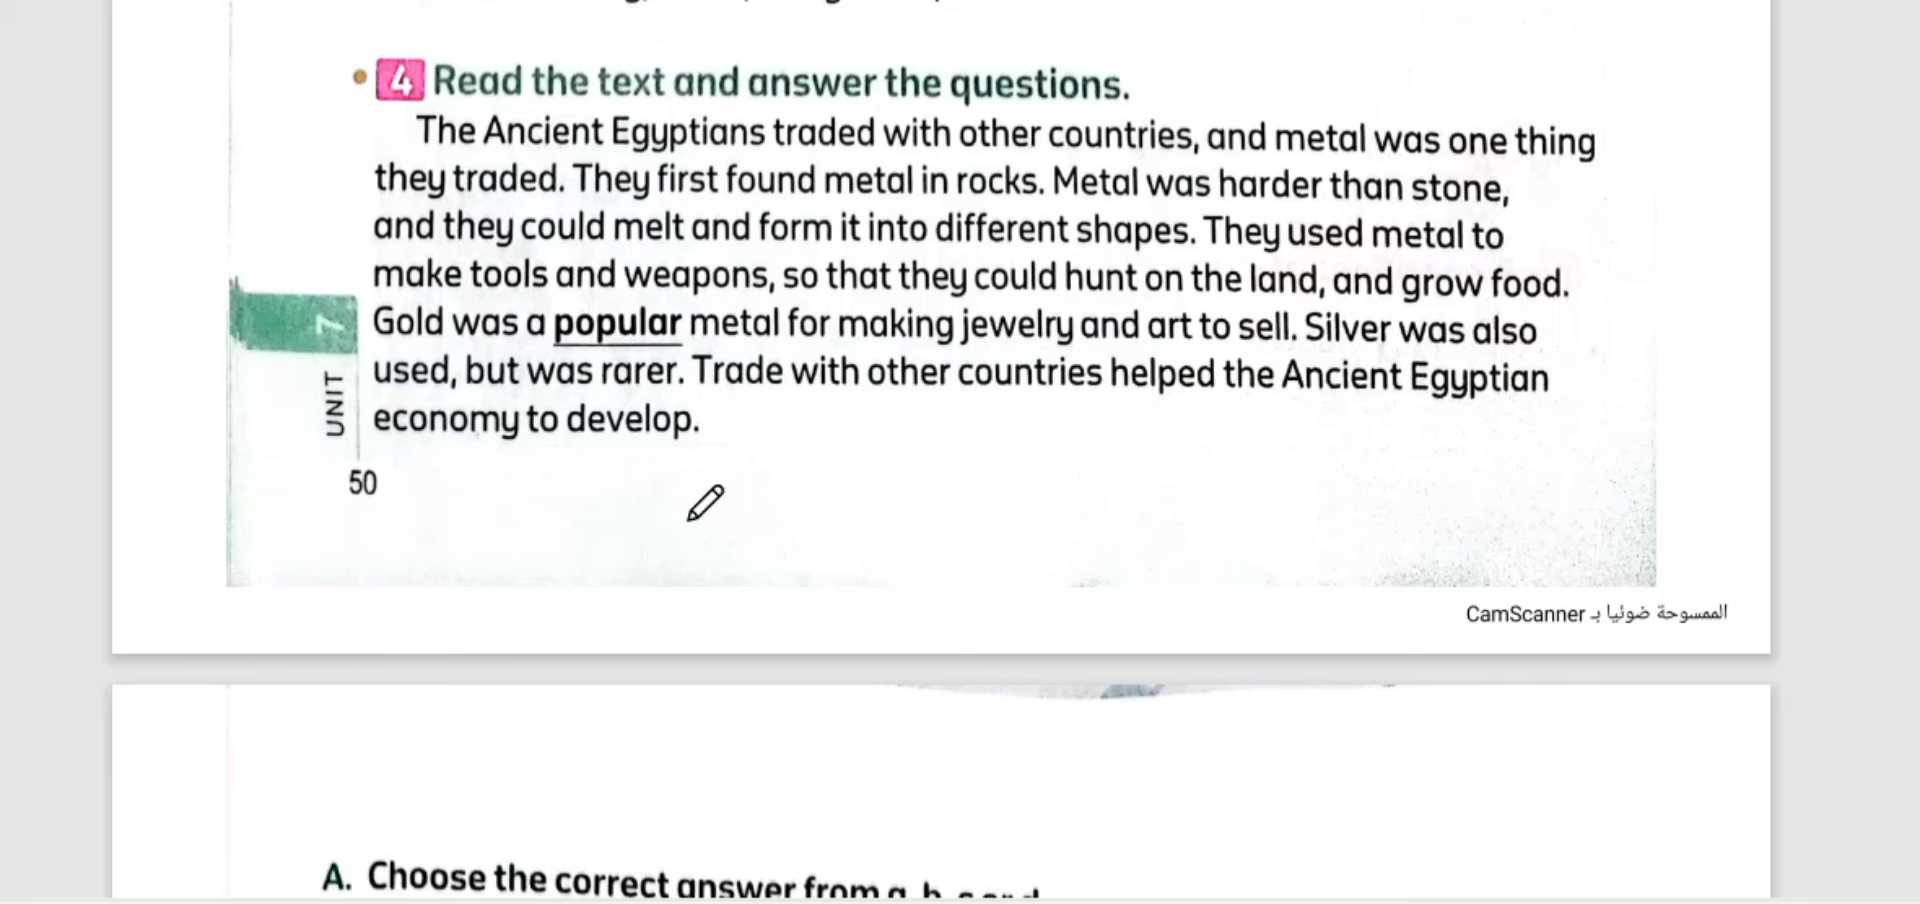 4 Read the text and answer the questions.
The Ancient Egyptians traded with other countries, and metal was one thing
they traded. They first found metal in rocks. Metal was harder than stone,
and they could melt and form it into different shapes. They used metal to
make tools and weapons, so that they could hunt on the land, and grow food.
Gold was a popular metal for making jewelry and art to sell. Silver was also
used, but was rarer. Trade with other countries helped the Ancient Egyptian
economy to develop.
UNIT 7
50
الممسوحة ضوئيا بـ CamScanner
A. Choose the correct answer from a, b, c or d